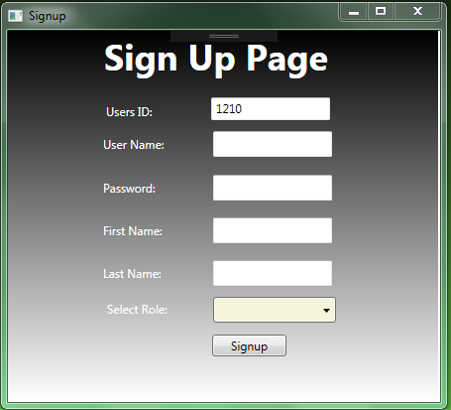 Signup
Sign Up Page
Users ID: 1210
User Name:
Password:
First Name:
Last Name:
Select Role:
Signup